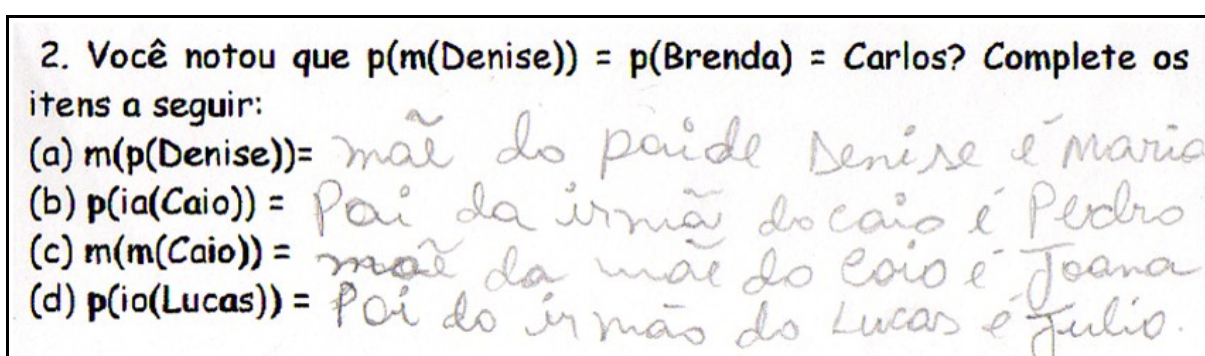 2. Você notou que p(m(Denise)) = p(Brenda) = Carlos? Complete os
itens a seguir:
(a) m(p(Denise))= mãe do pai de Denise é Maria
(b) p(ia(Caio)) = Pai da irmã do caio é Pedro
(c) m(m(Caio)) = mãe da mãe do Caio é Joana
(d) p(io(Lucas)) = Pai do irmão do Lucas é Julio.